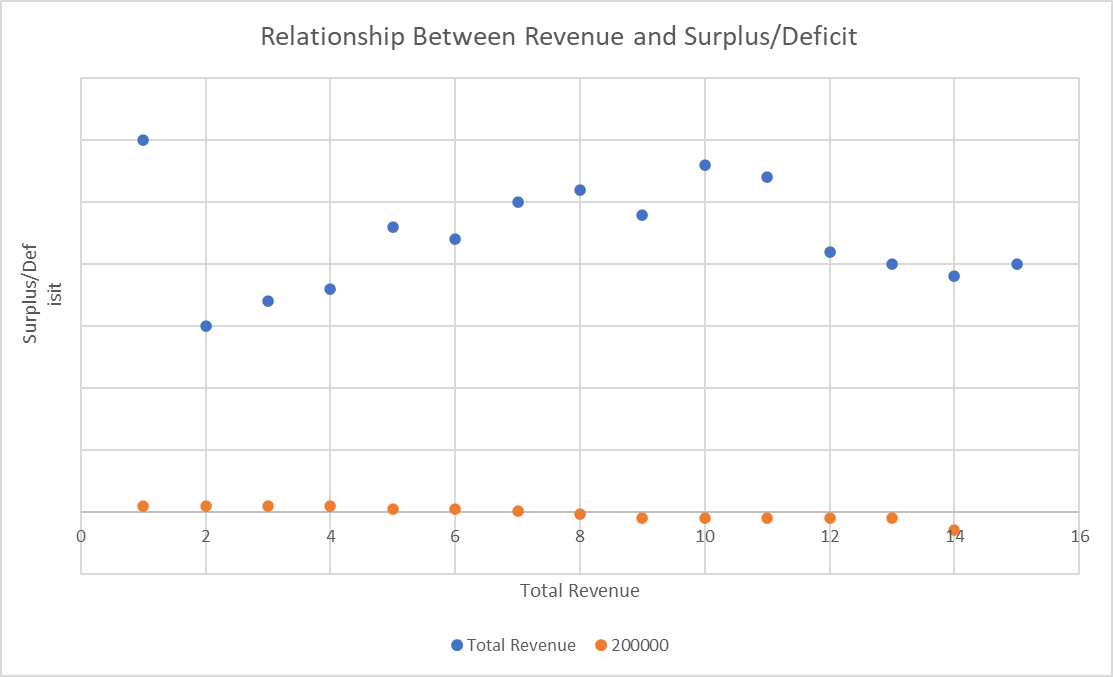 Relationship Between Revenue and Surplus/Deficit
Surplus/Def
isit
0 2 4 6 8 10 12 14 16
Total Revenue
Total Revenue 200000